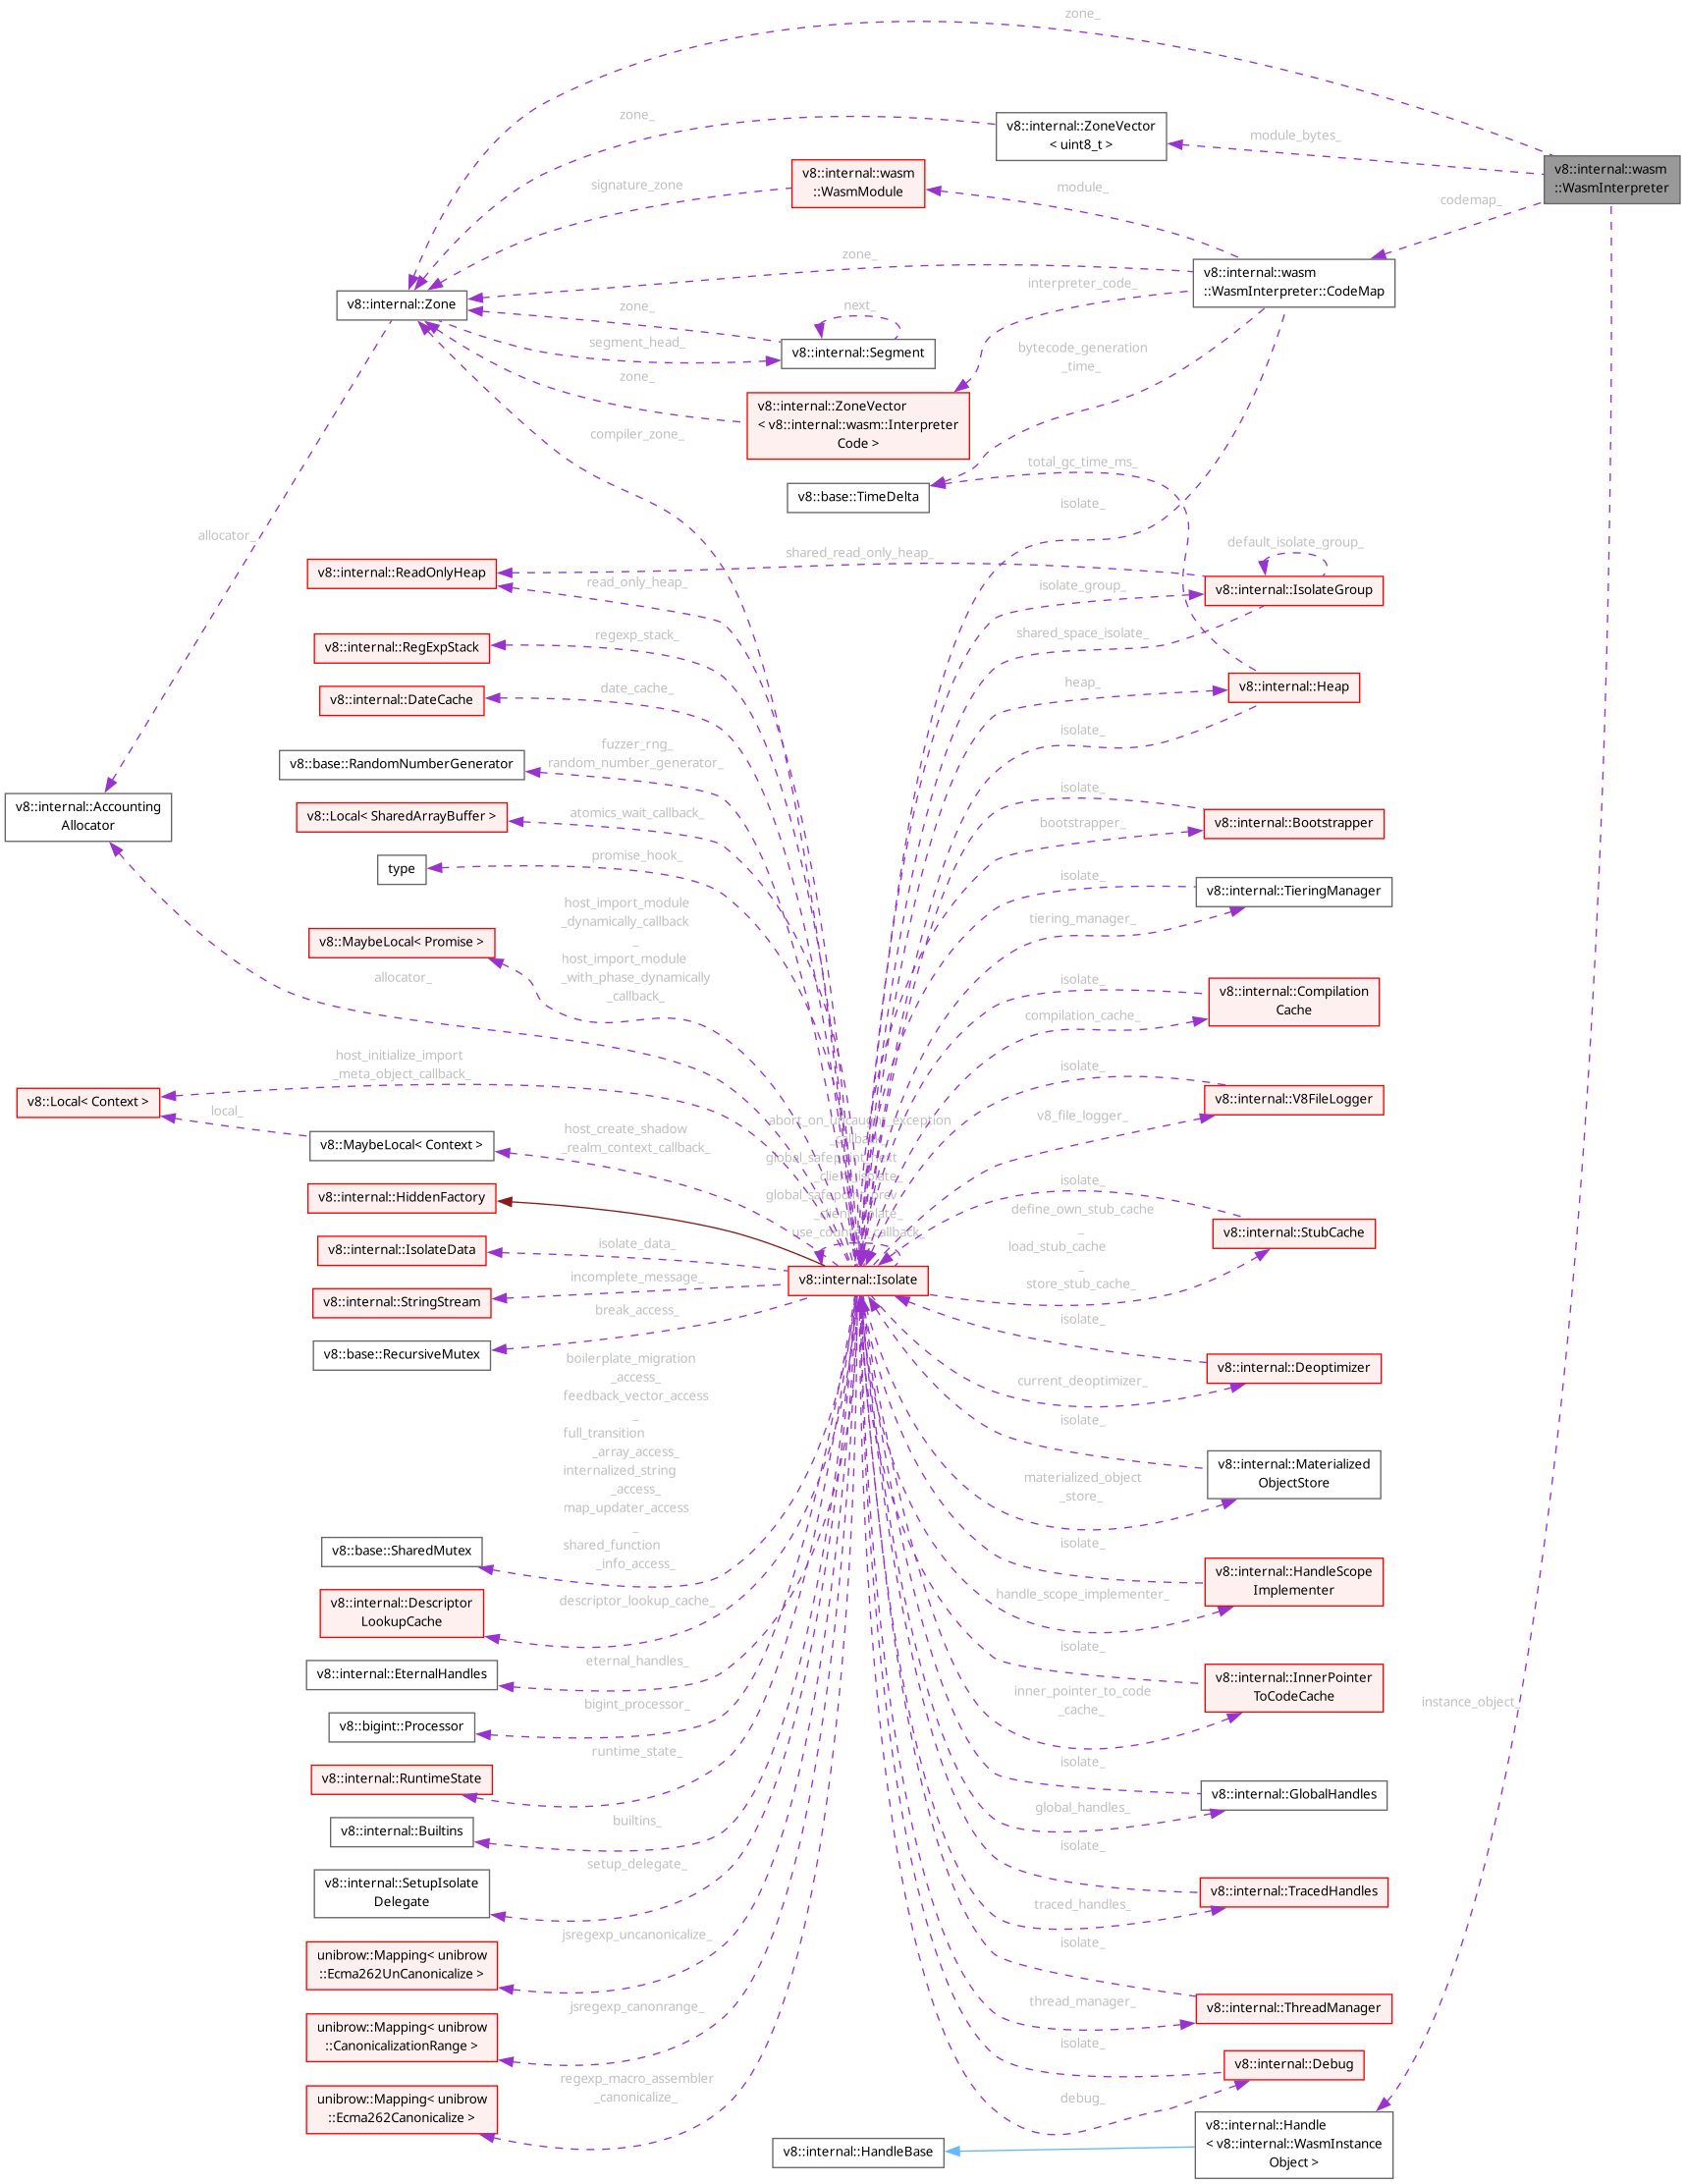 zone_
v8::internal::ZoneVector
< uint8_t >
zone_
module_bytes_
v8::internal::wasm
::WasmInterpreter
v8::internal::wasm
::WasmModule
signature_zone
module_
codemap_
zone_
v8::internal::wasm
::WasmInterpreter::CodeMap
v8::internal::Zone
zone_
next_
interpreter_code_
segment_head_
v8::internal::Segment
zone_
bytecode_generation
_time_
v8::internal::ZoneVector
< v8::internal::wasm::Interpreter
Code >
compiler_zone_
total_gc_time_ms_
v8::base::TimeDelta
isolate_
allocator_
default_isolate_group_
shared_read_only_heap_
v8::internal::ReadOnlyHeap
read_only_heap_
isolate_group_
v8::internal::IsolateGroup
shared_space_isolate_
regexp_stack_
v8::internal::RegExpStack
date_cache_
v8::internal::DateCache
heap_
v8::internal::Heap
isolate_
fuzzer_rng_
random_number_generator_
v8::base::RandomNumberGenerator
isolate_
v8::internal::Accounting
Allocator
v8::Local< SharedArrayBuffer >
atomics_wait_callback_
bootstrapper_
v8::internal::Bootstrapper
promise_hook_
type
isolate_
v8::internal::TieringManager
tiering_manager_
host_import_module
_dynamically_callback
_
host_import_module
_with_phase_dynamically
_callback_
v8::MaybeLocal< Promise >
allocator_
isolate_
v8::internal::Compilation
Cache
compilation_cache_
host_initialize_import
_meta_object_callback_
isolate_
v8::Local< Context >
local_
v8::internal::V8FileLogger
v8_file_logger_
v8::MaybeLocal< Context >
host_create_shadow
_realm_context_callback_
abort_on_uncaught_exception
_callback_
global_safepoint_next
_client_isolate_
global_safepoint_prev
_client_isolate_
use_counter_callback_
v8::internal::HiddenFactory
isolate_
define_own_stub_cache
_
load_stub_cache
_
store_stub_cache_
v8::internal::StubCache
v8::internal::IsolateData
isolate_data_
v8::internal::Isolate
incomplete_message_
v8::internal::StringStream
break_access_
v8::base::RecursiveMutex
isolate_
v8::internal::Deoptimizer
current_deoptimizer_
boilerplate_migration
_access_
feedback_vector_access
_
full_transition
_array_access_
internalized_string
_access_
map_updater_access
_
shared_function
_info_access_
isolate_
v8::internal::Materialized
ObjectStore
materialized_object
_store_
v8::base::SharedMutex
isolate_
v8::internal::HandleScope
Implementer
handle_scope_implementer_
v8::internal::Descriptor
LookupCache
descriptor_lookup_cache_
isolate_
v8::internal::EternalHandles
eternal_handles_
v8::internal::InnerPointer
ToCodeCache
inner_pointer_to_code
_cache_
instance_object_
v8::bigint::Processor
bigint_processor_
runtime_state_
v8::internal::RuntimeState
isolate_
v8::internal::GlobalHandles
global_handles_
builtins_
v8::internal::Builtins
isolate_
setup_delegate_
v8::internal::SetupIsolate
Delegate
v8::internal::TracedHandles
traced_handles_
jsregexp_uncanonicalize_
isolate_
unibrow::Mapping< unibrow
::Ecma262UnCanonicalize >
jsregexp_canonrange_
thread_manager_
v8::internal::ThreadManager
unibrow::Mapping< unibrow
::CanonicalizationRange >
isolate_
v8::internal::Debug
regexp_macro_assembler
_canonicalize_
debug_
unibrow::Mapping< unibrow
::Ecma262Canonicalize >
v8::internal::HandleBase
v8::internal::Handle
< v8::internal::WasmInstance
Object >